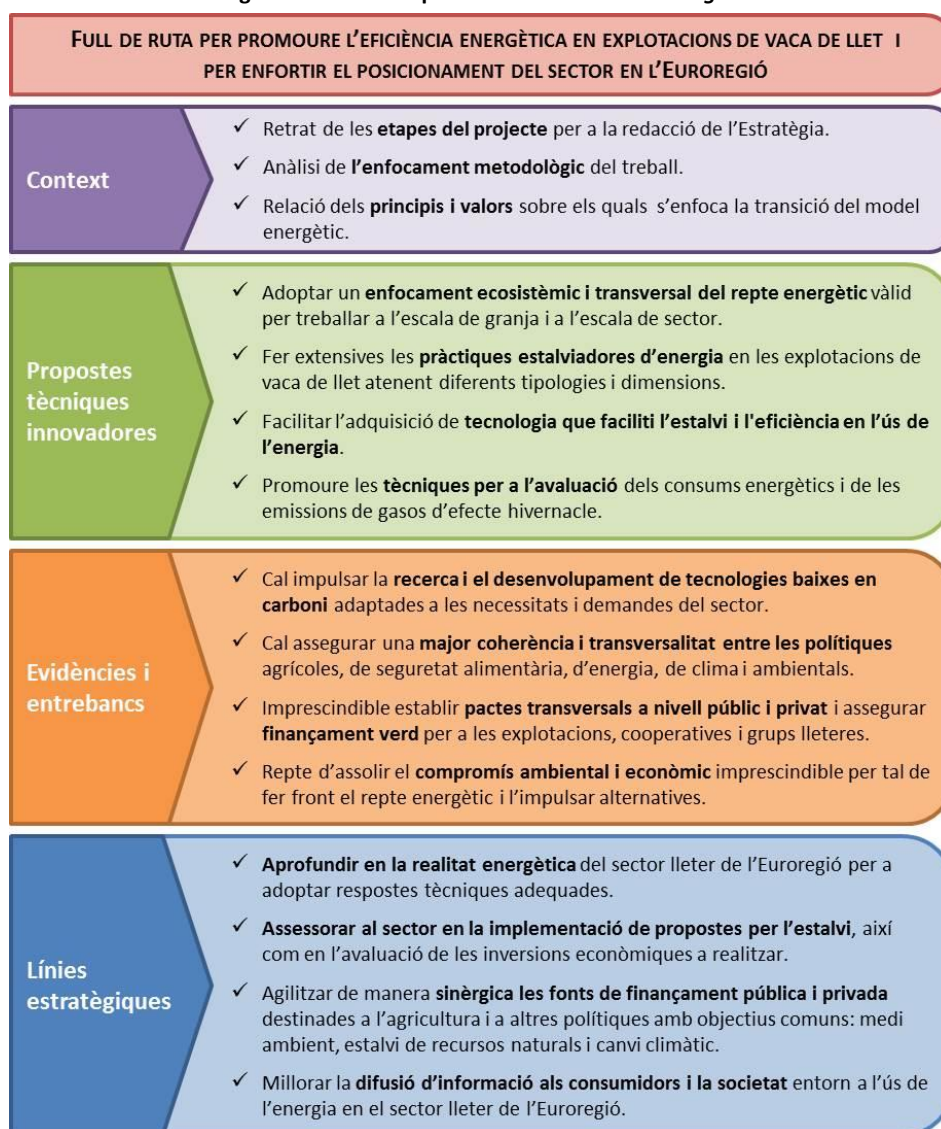 FULL DE RUTA PER PROMOURE L'EFICIÈNCIA ENERGÈTICA EN EXPLOTACIONS DE VACA DE LLET I
PER ENFORTIR EL POSICIONAMENT DEL SECTOR EN L'EUROREGIÓ
Context
✓ Retrat de les etapes del projecte per a la redacció de l'Estratègia.
✓ Anàlisi de l'enfocament metodològic del treball.
✓ Relació dels principis i valors sobre els quals s'enfoca la transició del model
energètic.
Propostes
tècniques
innovadores
✓ Adoptar un enfocament ecosistèmic i transversal del repte energètic vàlid
per treballar a l'escala de granja i a l'escala de sector.
✓ Fer extensives les pràctiques estalviadores d'energia en les explotacions de
vaca de llet atenent diferents tipologies i dimensions.
✓ Facilitar l'adquisició de tecnologia que faciliti l'estalvi i l'eficiència en l'ús de
l'energia.
✓ Promoure les tècniques per a l'avaluació dels consums energètics i de les
emissions de gasos d'efecte hivernacle.
Evidències i
entrebancs
✓ Cal impulsar la recerca i el desenvolupament de tecnologies baixes en
carboni adaptades a les necessitats i demandes del sector.
✓ Cal assegurar una major coherència i transversalitat entre les polítiques
agrícoles, de seguretat alimentària, d'energia, de clima i ambientals.
✓ Imprescindible establir pactes transversals a nivell públic i privat i assegurar
finançament verd per a les explotacions, cooperatives i grups lleteres.
✓ Repte d'assolir el compromís ambiental i econòmic imprescindible per tal de
fer front el repte energètic i l'impulsar alternatives.
Línies
estratègiques
✓ Aprofundir en la realitat energètica del sector lleter de l'Euroregió per a
adoptar respostes tècniques adequades.
✓ Assessorar al sector en la implementació de propostes per l'estalvi, així
com en l'avaluació de les inversions econòmiques a realitzar.
✓ Agilitzar de manera sinèrgica les fonts de finançament pública i privada
destinades a l'agricultura i a altres polítiques amb objectius comuns: medi
ambient, estalvi de recursos naturals i canvi climàtic.
✓ Millorar la difusió d'informació als consumidors i la societat entorn a l'ús de
l'energia en el sector lleter de l'Euroregió.